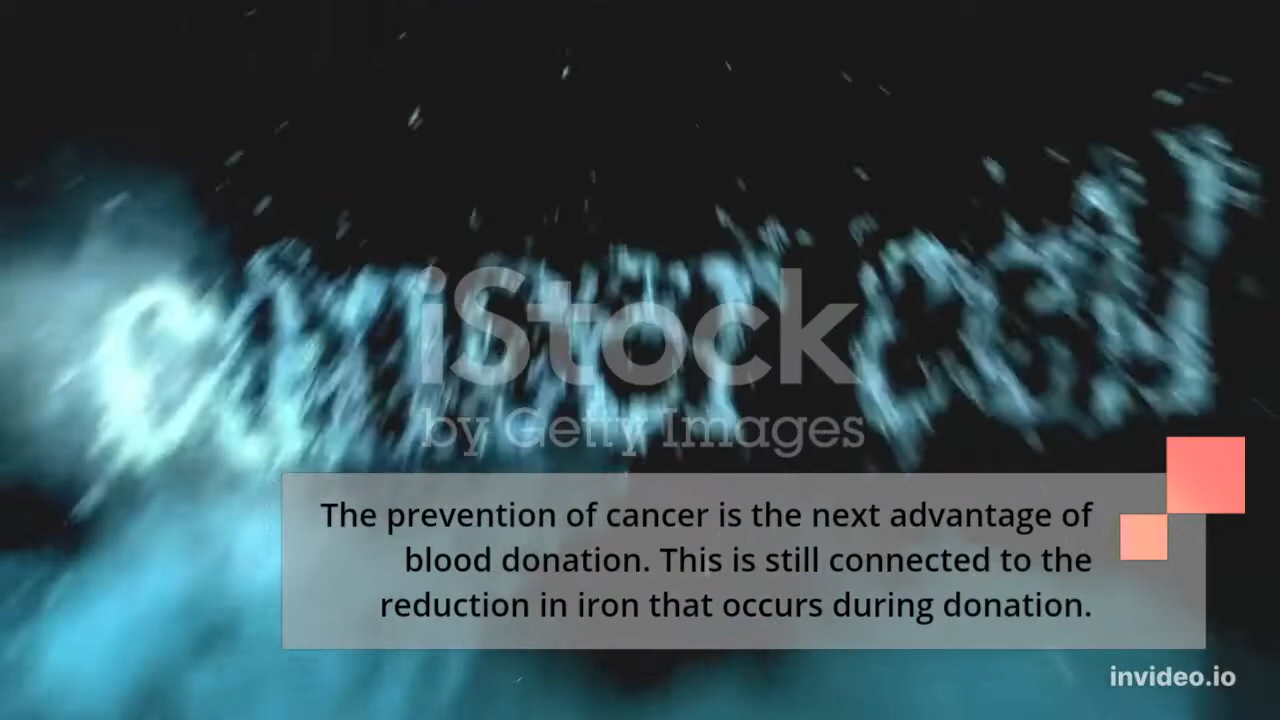 iStock
by Getty Images
The prevention of cancer is the next advantage of
blood donation. This is still connected to the
reduction in iron that occurs during donation.
invideo.io